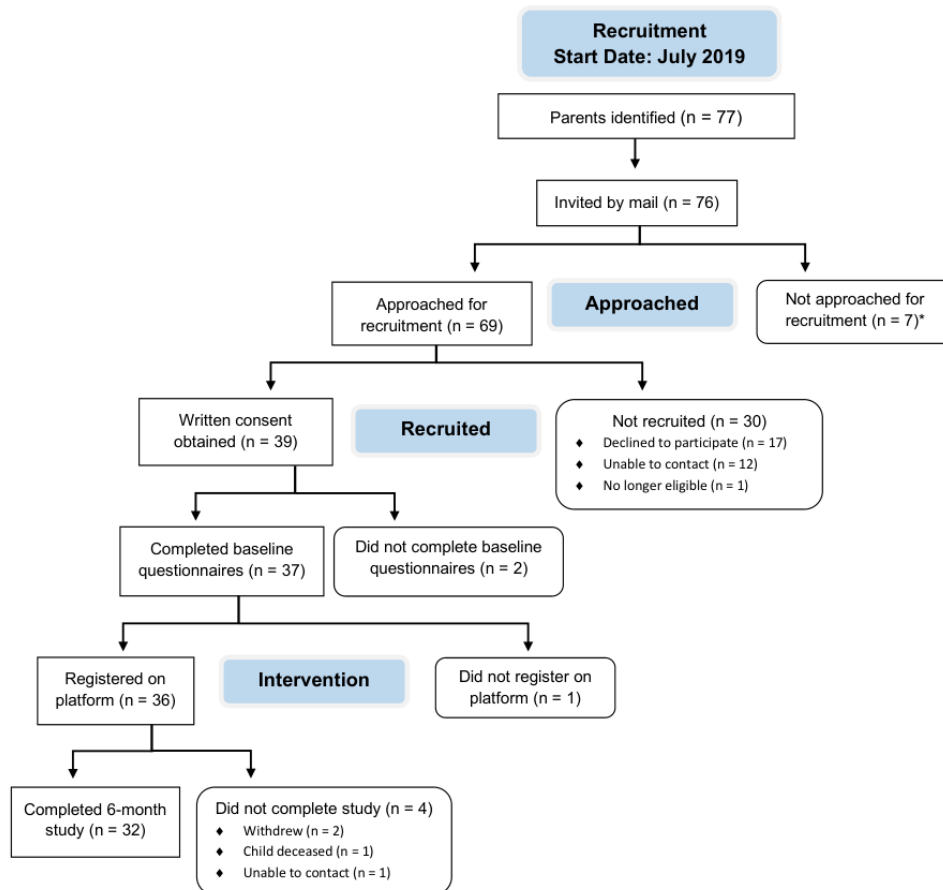 Recruitment
Start Date: July 2019
Parents identified (n = 77)
Invited by mail (n = 76)
Approached for
recruitment (n = 69)
Approached
Not approached for
recruitment (n = 7)*
Written consent
obtained (n = 39)
Recruited
Not recruited (n = 30)
♦ Declined to participate (n = 17)
♦ Unable to contact (n = 12)
♦ No longer eligible (n = 1)
Completed baseline
questionnaires (n = 37)
Did not complete baseline
questionnaires (n = 2)
Registered on
platform (n = 36)
Intervention
Did not register on
platform (n = 1)
Completed 6-month
study (n = 32)
Did not complete study (n = 4)
♦ Withdrew (n = 2)
♦ Child deceased (n = 1)
♦ Unable to contact (n = 1)